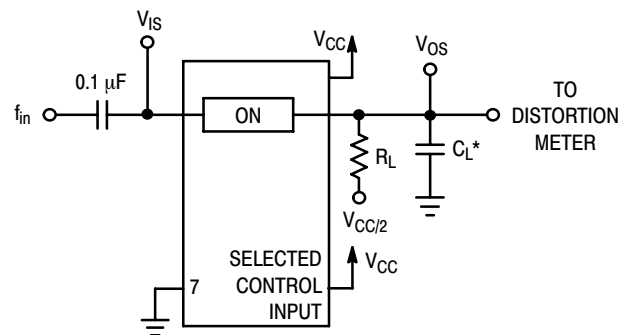 V_IS
V_CC
V_OS
0.1 μF
f_in
ON
TO
DISTORTION
METER
R_L
C_L*
V_CC/2
SELECTED
CONTROL
INPUT
V_CC
7